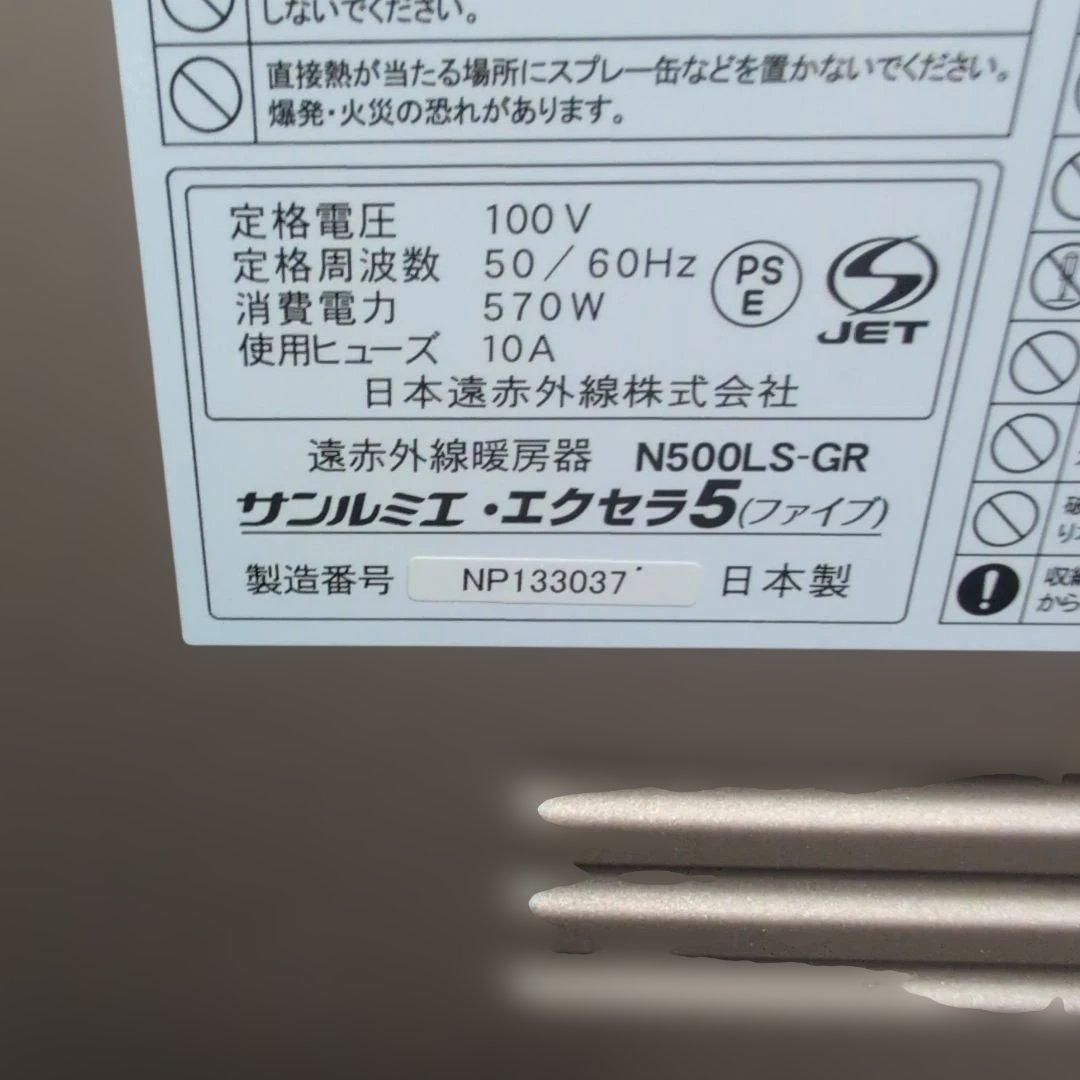 しないでください。
直接熱が当たる場所にスプレー缶などを置かないでください。
爆発・火災の恐れがあります。
定格電圧 100V
定格周波数 50/60Hz
消費電力 570W
使用ヒューズ 10A
PS
E
JET
日本遠赤外線株式会社
遠赤外線暖房器 N500LS-GR
サンルミエ・エクセラ5(ファイブ)
製造番号 NP133037 日本製
り
収
から